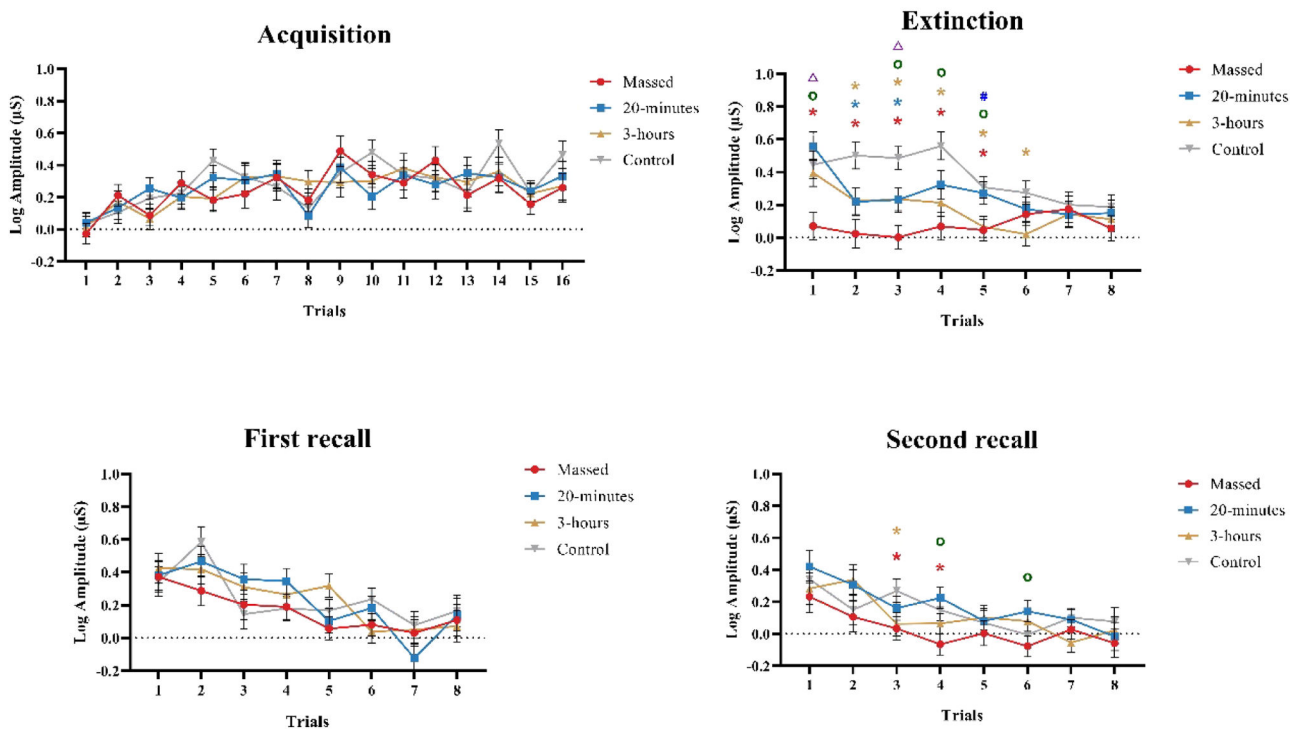 Acquisition
Log Amplitude (µS)
1.0
0.8
0.6
0.4
0.2
0.0
-0.2
1 2 3 4 5 6 7 8 9 10 11 12 13 14 15 16
Trials
Massed
20-minutes
3-hours
Control
Extinction
Log Amplitude (µS)
1.0
0.8
0.6
0.4
0.2
0.0
-0.2
△ △
o o o o #
* * * * * * * * * * * *
1 2 3 4 5 6 7 8
Trials
Massed
20-minutes
3-hours
Control
First recall
Log Amplitude (µS)
1.0
0.8
0.6
0.4
0.2
0.0
-0.2
1 2 3 4 5 6 7 8
Trials
Massed
20-minutes
3-hours
Control
Second recall
Log Amplitude (µS)
1.0
0.8
0.6
0.4
0.2
0.0
-0.2
* o
* * o
1 2 3 4 5 6 7 8
Trials
Massed
20-minutes
3-hours
Control